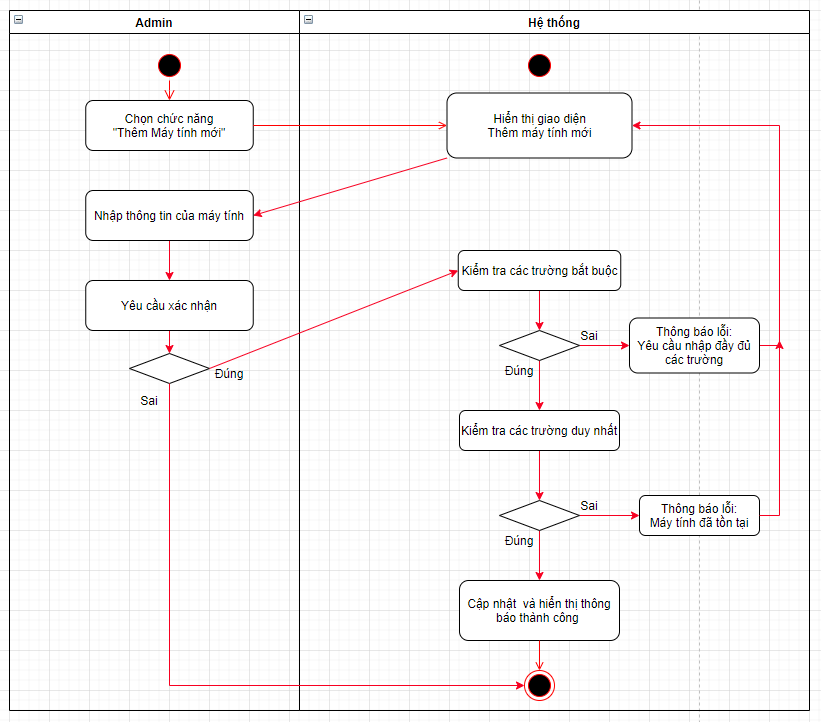 Admin
Hệ thống
Chọn chức năng
"Thêm Máy tính mới"
Hiển thị giao diện
Thêm máy tính mới
Nhập thông tin của máy tính
Kiểm tra các trường bắt buộc
Yêu cầu xác nhận
Sai
Thông báo lỗi:
Yêu cầu nhập đầy đủ
các trường
Đúng
Đúng
Sai
Kiểm tra các trường duy nhất
Sai
Thông báo lỗi:
Máy tính đã tồn tại
Đúng
Cập nhật và hiển thị thông
báo thành công